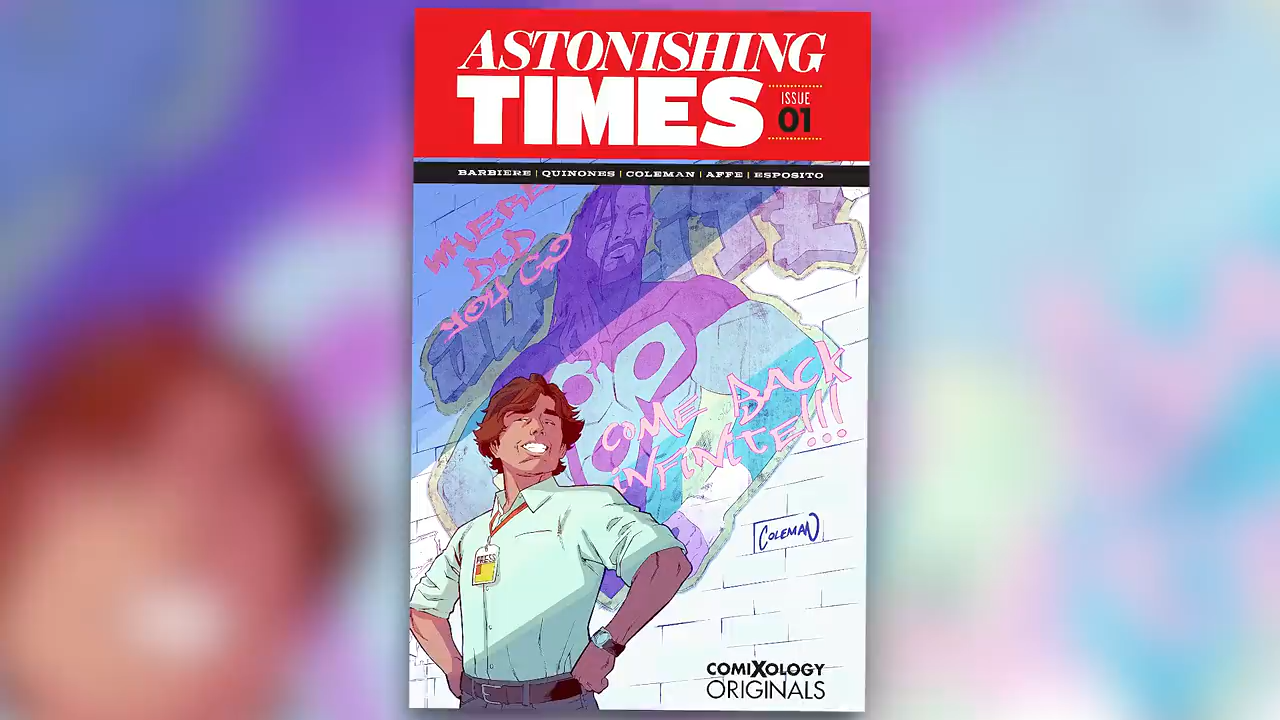 ASTONISHING
TIMES
ISSUE
01
BARBIERE | QUINONES | COLEMAN | AFFE | ESPOSITO
WHERE
DID
YOU GO
COME BACK
INFINITE!!!
COLEMAN
PRESS
COMIXOLOGY
ORIGINALS